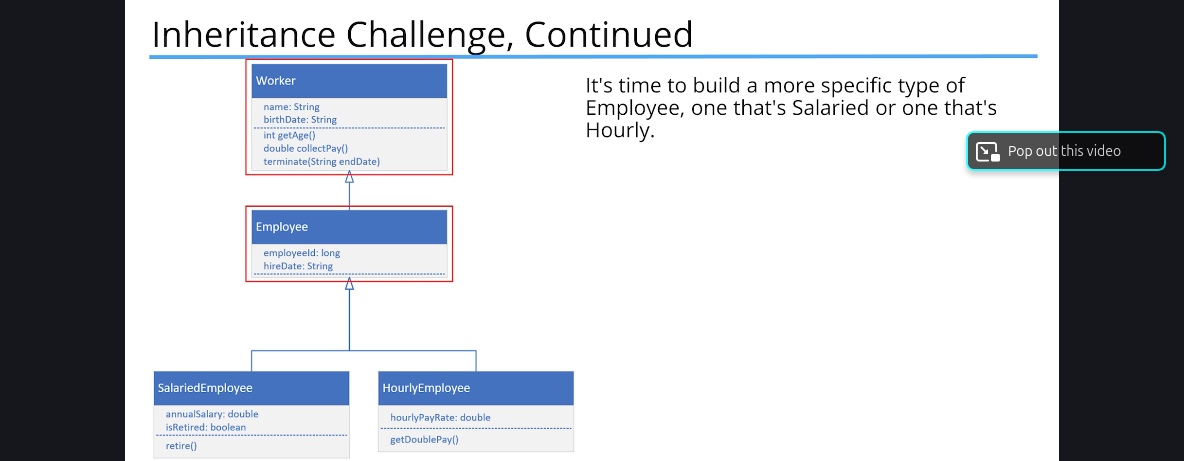 Inheritance Challenge, Continued
Worker
name: String
birthDate: String
int getAge()
double collectPay()
terminate(String endDate)
Employee
employeeId: long
hireDate: String
SalariedEmployee
annualSalary: double
isRetired: boolean
retire()
HourlyEmployee
hourlyPayRate: double
getDoublePay()
It's time to build a more specific type of
Employee, one that's Salaried or one that's
Hourly.
Pop out this video